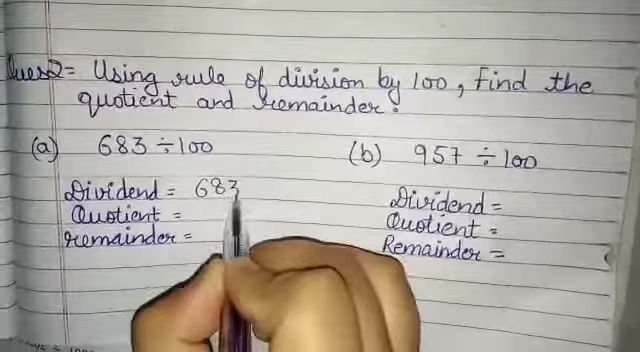 Ques2= Using rule of division by 100, Find the
quotient and remainder.
(a) 683 ÷ 100
(b) 957 ÷ 100
Dividend = 683
Quotient =
remainder =
Dividend =
Quotient =
Remainder =